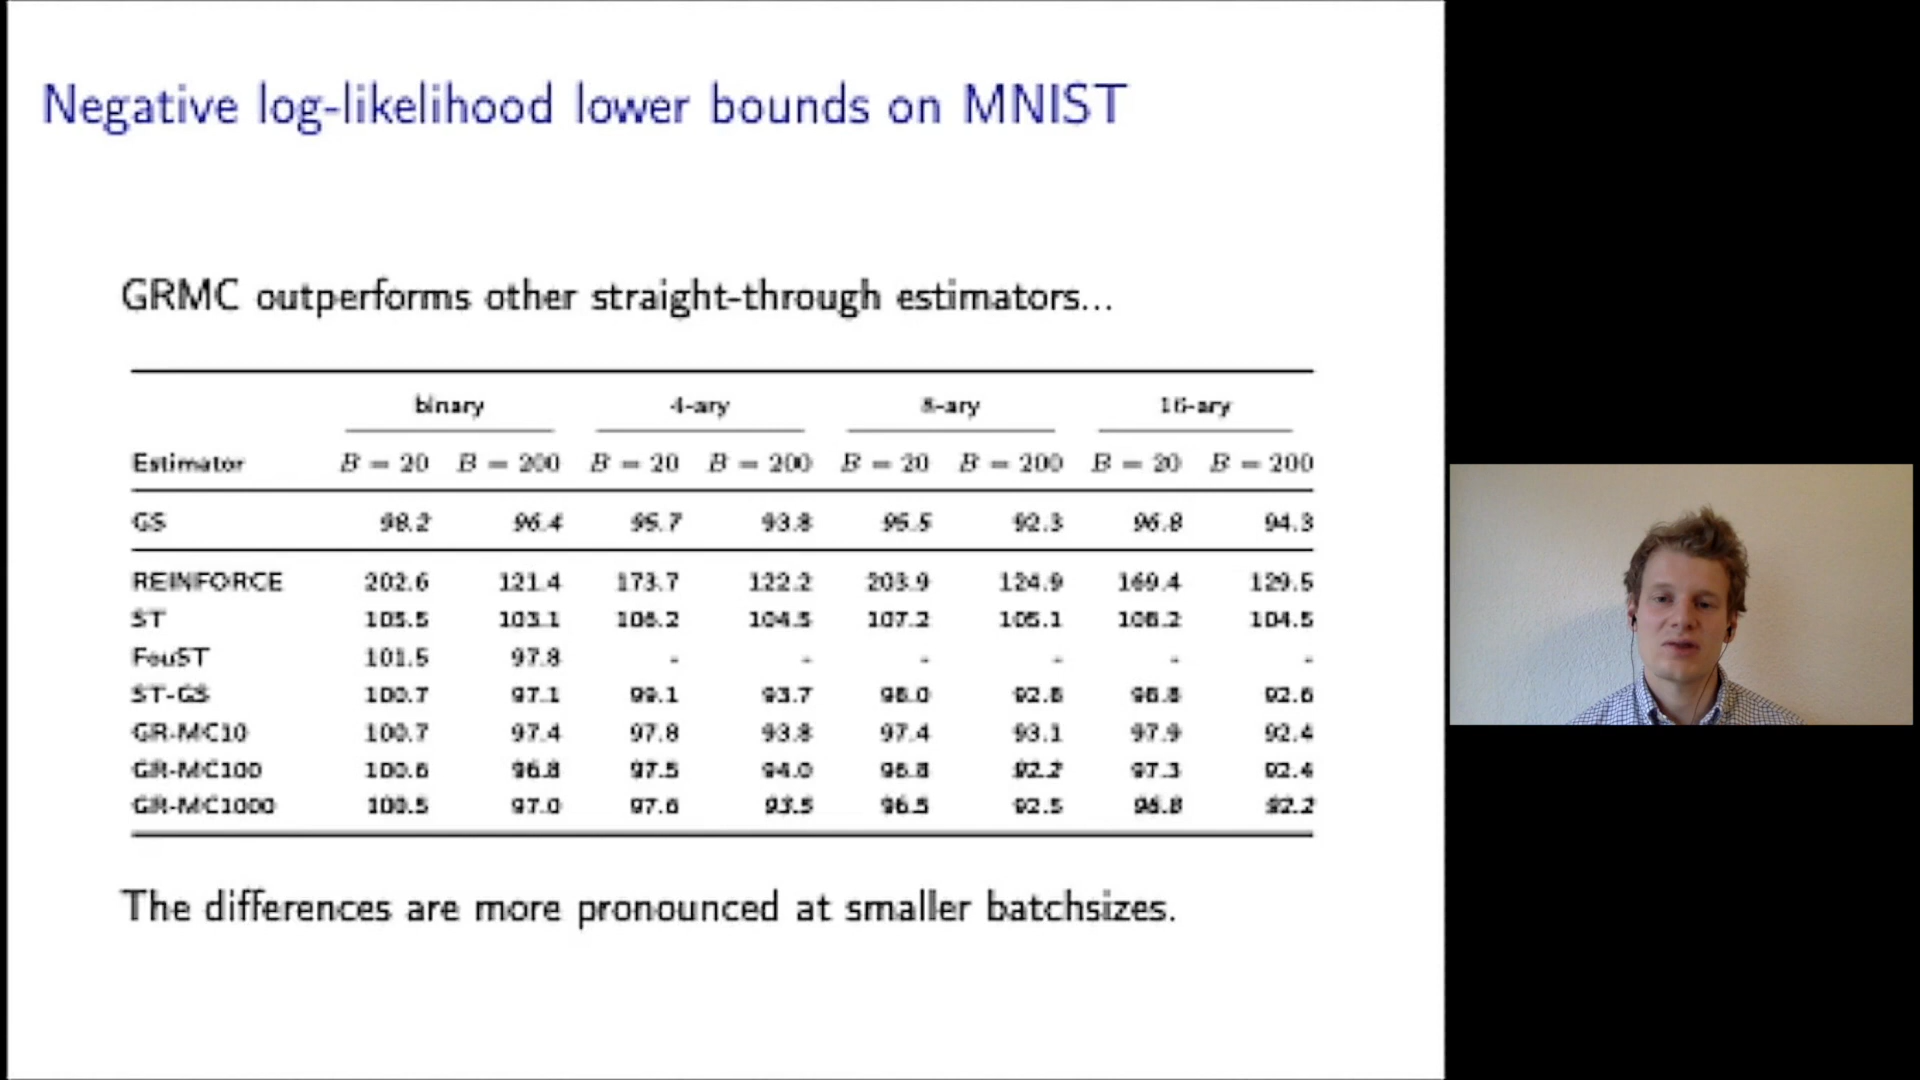 Negative log-likelihood lower bounds on MNIST
GRMC outperforms other straight-through estimators...
binary 4-ary 8-ary 16-ary
Estimator B = 20 B = 200 B = 20 B = 200 B = 20 B = 200 B = 20 B = 200
GS 98.2 96.4 95.7 93.8 95.5 92.3 96.8 94.3
REINFORCE 202.6 121.4 173.7 122.2 203.9 124.9 169.4 129.5
ST 105.5 103.1 106.2 104.5 107.2 105.1 108.2 104.5
FouST 101.5 97.8 - - - - - -
ST-GS 100.7 97.1 99.1 93.7 98.0 92.8 98.8 92.6
GR-MC10 100.7 97.4 97.8 93.8 97.4 93.1 97.9 92.4
GR-MC100 100.6 96.8 97.5 94.0 96.8 92.2 97.3 92.4
GR-MC1000 100.5 97.0 97.6 93.5 96.5 92.5 96.8 92.2
The differences are more pronounced at smaller batchsizes.